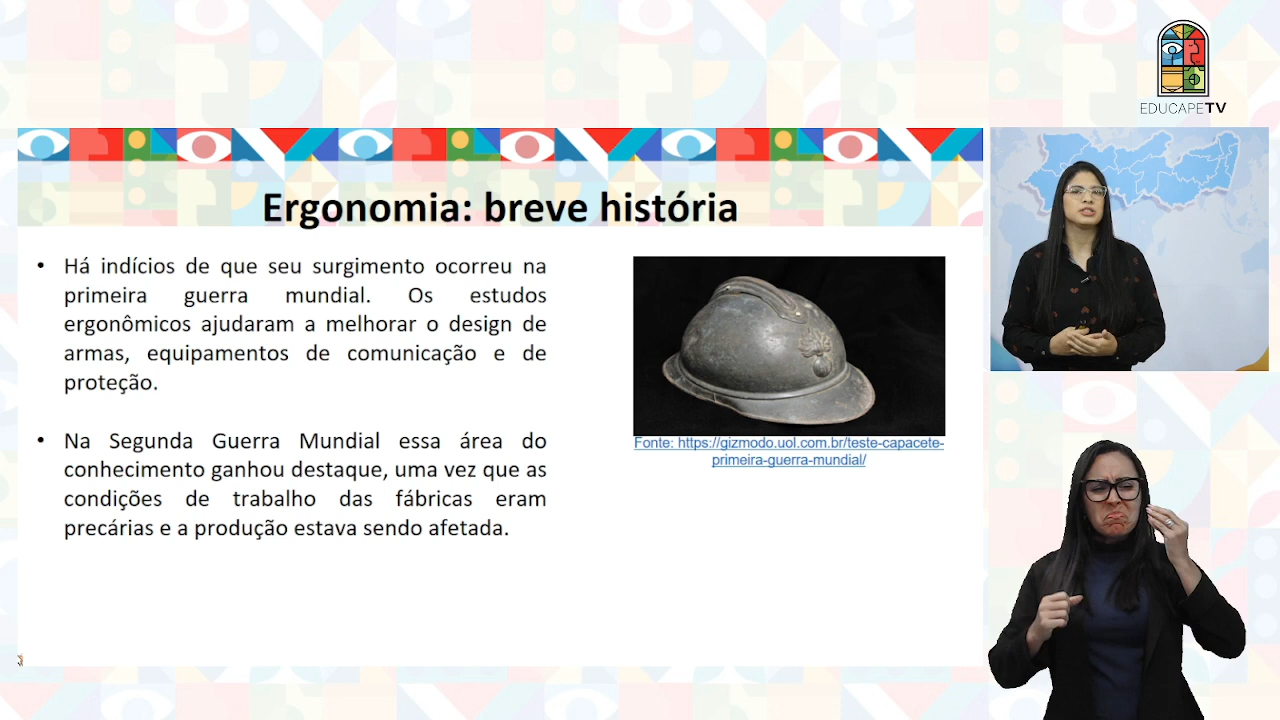 EDUCAPETV
Ergonomia: breve história
• Há indícios de que seu surgimento ocorreu na
primeira guerra mundial. Os estudos
ergonômicos ajudaram a melhorar o design de
armas, equipamentos de comunicação e de
proteção.
• Na Segunda Guerra Mundial essa área do
conhecimento ganhou destaque, uma vez que as
condições de trabalho das fábricas eram
precárias e a produção estava sendo afetada.
Fonte: https://gizmodo.uol.com.br/teste-capacete-
primeira-guerra-mundial/